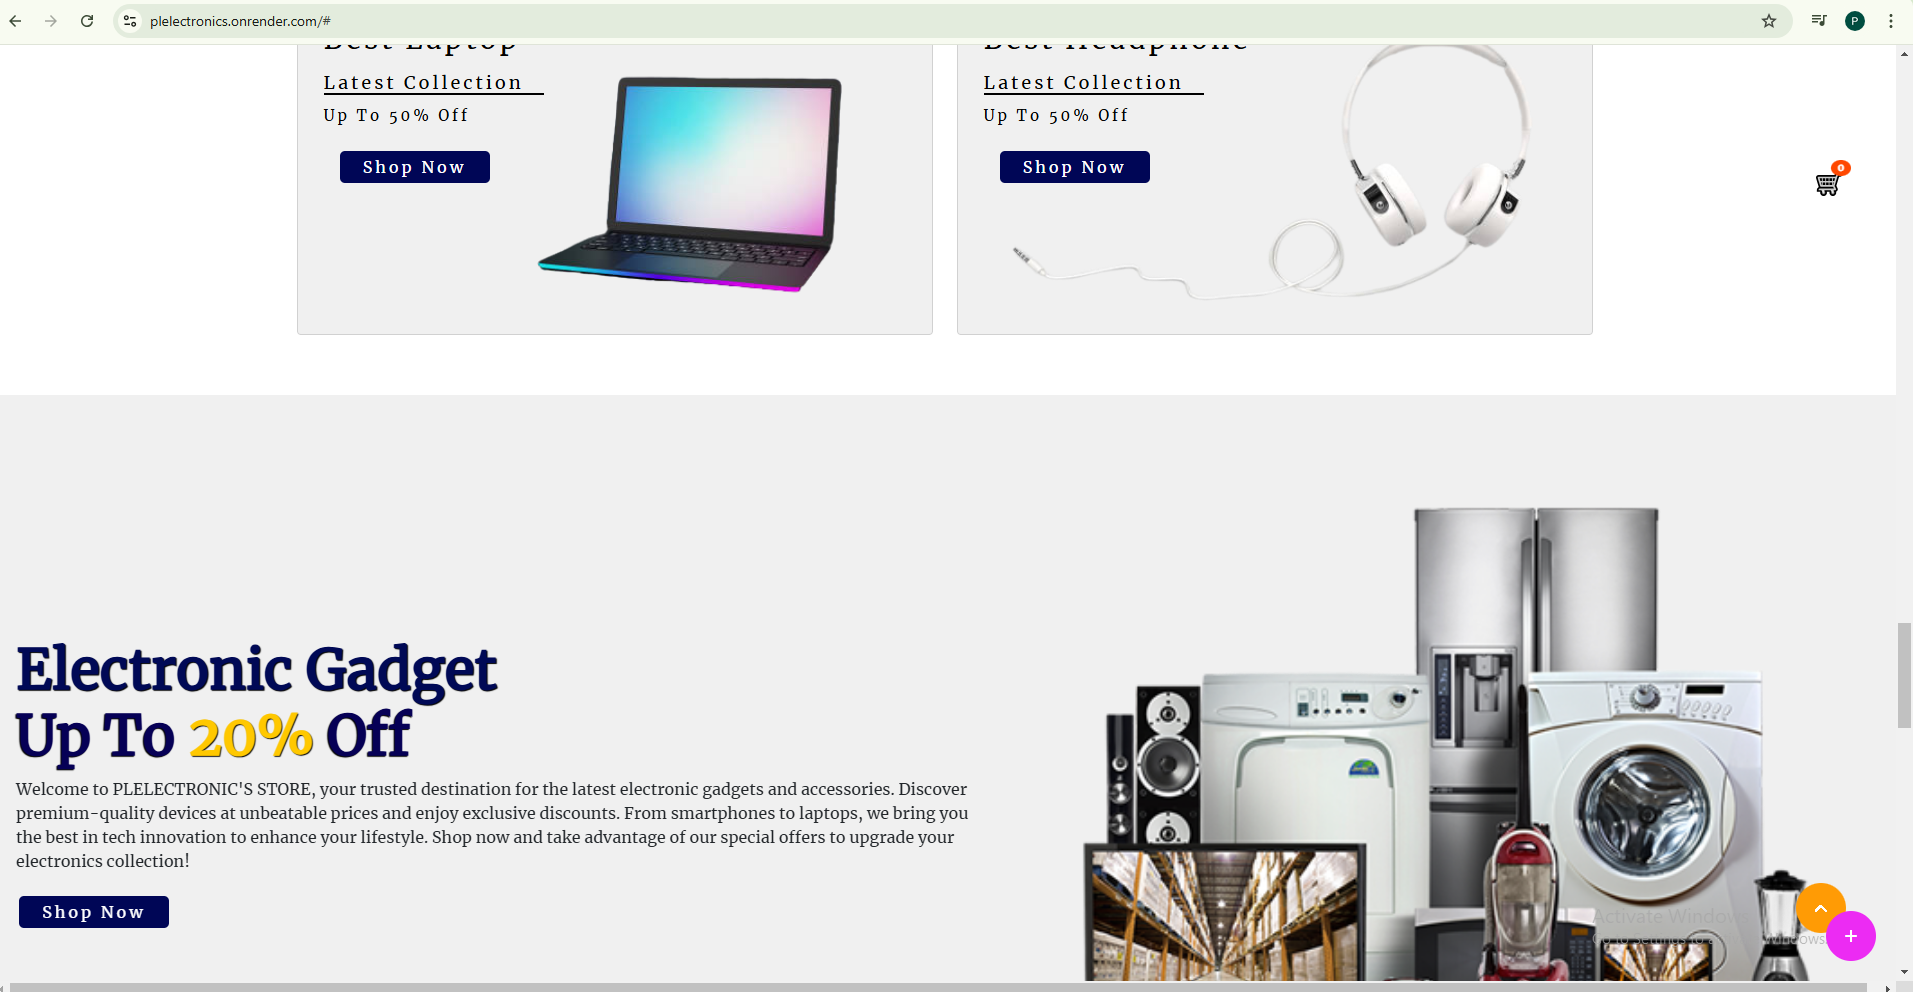 plelectronics.onrender.com/#
P
Best Laptop
Best Headphone
Latest Collection
Latest Collection
Up To 50% Off
Up To 50% Off
Shop Now
Shop Now
0
Electronic Gadget
Up To 20% Off
Welcome to PLELECTRONIC'S STORE, your trusted destination for the latest electronic gadgets and accessories. Discover
premium-quality devices at unbeatable prices and enjoy exclusive discounts. From smartphones to laptops, we bring you
the best in tech innovation to enhance your lifestyle. Shop now and take advantage of our special offers to upgrade your
electronics collection!
Shop Now
Activate Windows
Go to Settings to Windows.
+